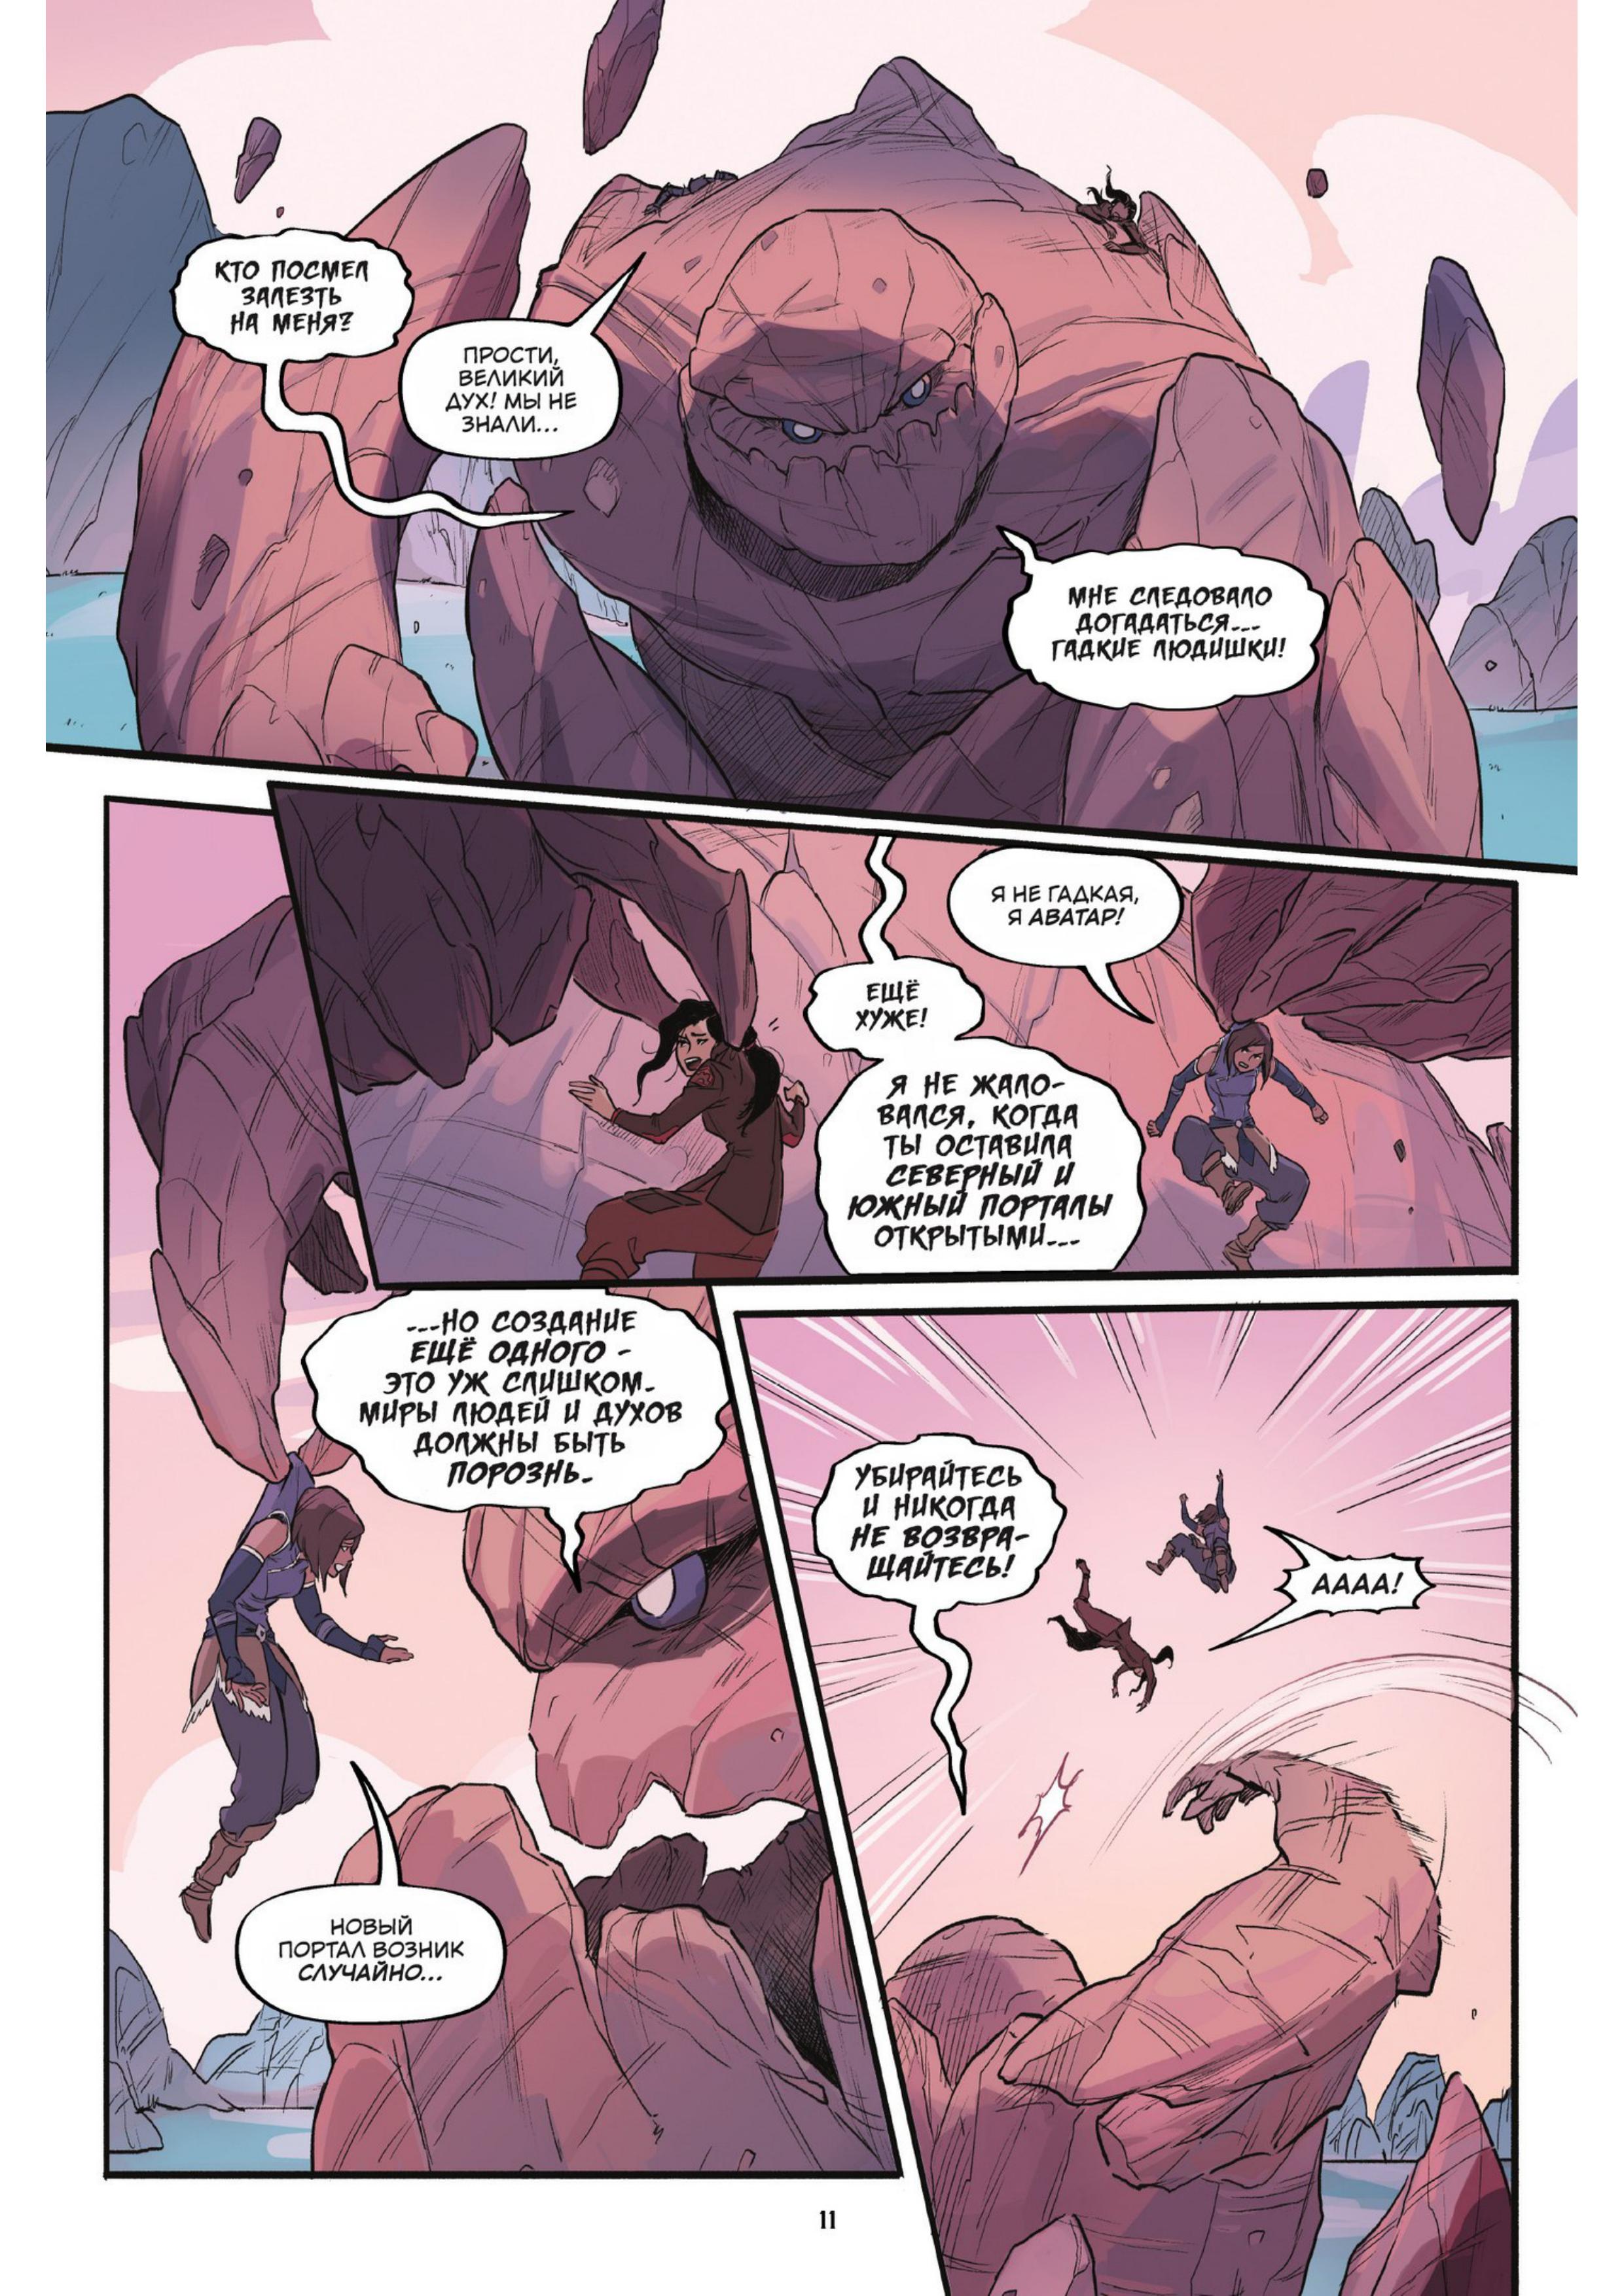 КТО ПОСМЕЛ
ЗАЛЕЗТЬ
НА МЕНЯ?
ПРОСТИ,
ВЕЛИКИЙ
ДУХ! МЫ НЕ
ЗНАЛИ...
МНЕ СЛЕДОВАЛО
ДОГАДАТЬСЯ...
ГАДКИЕ ЛЮДИШКИ!
Я НЕ ГАДКАЯ,
Я АВАТАР!
ЕЩЁ
ХУЖЕ!
Я НЕ ЖАЛО-
ВАЛСЯ, КОГДА
ТЫ ОСТАВИЛА
СЕВЕРНЫЙ И
ЮЖНЫЙ ПОРТАЛЫ
ОТКРЫТЫМИ...
...НО СОЗДАНИЕ
ЕЩЁ ОДНОГО -
ЭТО УЖ СЛИШКОМ.
МИРЫ ЛЮДЕЙ И ДУХОВ
ДОЛЖНЫ БЫТЬ
ПОРОЗНЬ.
НОВЫЙ
ПОРТАЛ ВОЗНИК
СЛУЧАЙНО...
УБИРАЙТЕСЬ
И НИКОГДА
НЕ ВОЗВРА-
ЩАЙТЕСЬ!
АААА!
11